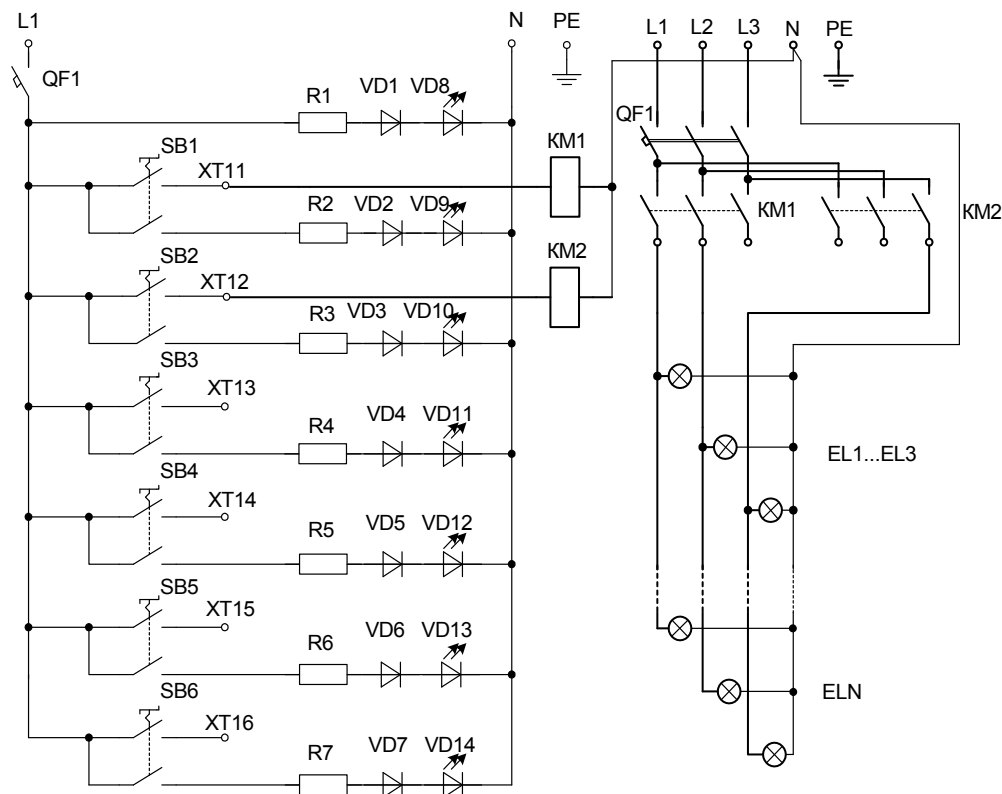 L1 N PE L1 L2 L3 N PE
QF1
QF1
R1 VD1 VD8
SB1 XT11 KM1
R2 VD2 VD9
KM1 KM2
SB2 XT12 KM2
R3 VD3 VD10
SB3 XT13
R4 VD4 VD11
EL1...EL3
SB4 XT14
R5 VD5 VD12
SB5 XT15
R6 VD6 VD13
SB6 XT16
ELN
R7 VD7 VD14